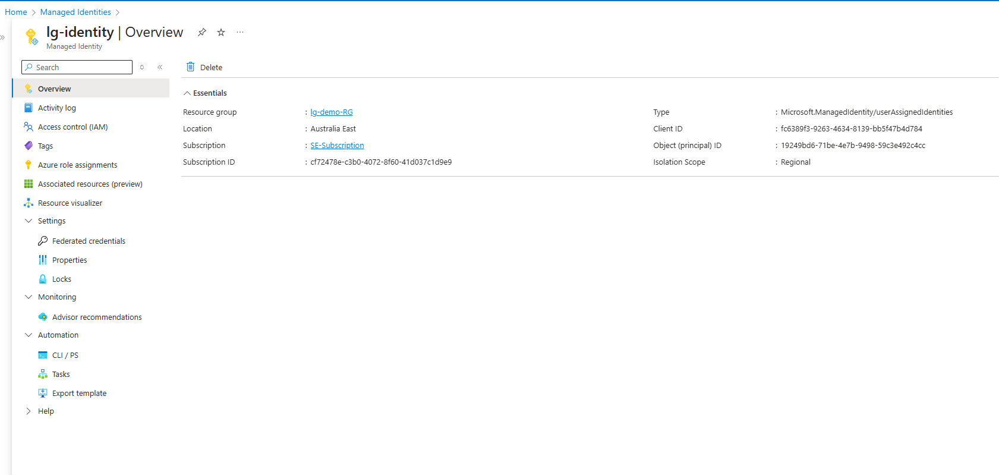 Home > Managed Identities >
lg-identity | Overview
Managed Identity
Search
Overview
Activity log
Access control (IAM)
Tags
Azure role assignments
Associated resources (preview)
Resource visualizer
Settings
Federated credentials
Properties
Locks
Monitoring
Advisor recommendations
Automation
CLI / PS
Tasks
Export template
Help
Delete
Essentials
Resource group : lg-demo-RG
Location : Australia East
Subscription : SE-Subscription
Subscription ID : cf72478e-c3b0-4072-8f60-41d037c1d9e9
Type : Microsoft.ManagedIdentity/userAssignedIdentities
Client ID : fc6389f3-9263-4634-8139-bb5f47b4d784
Object (principal) ID : 19249bd6-71be-4e7b-9498-59c3e492c4cc
Isolation Scope : Regional